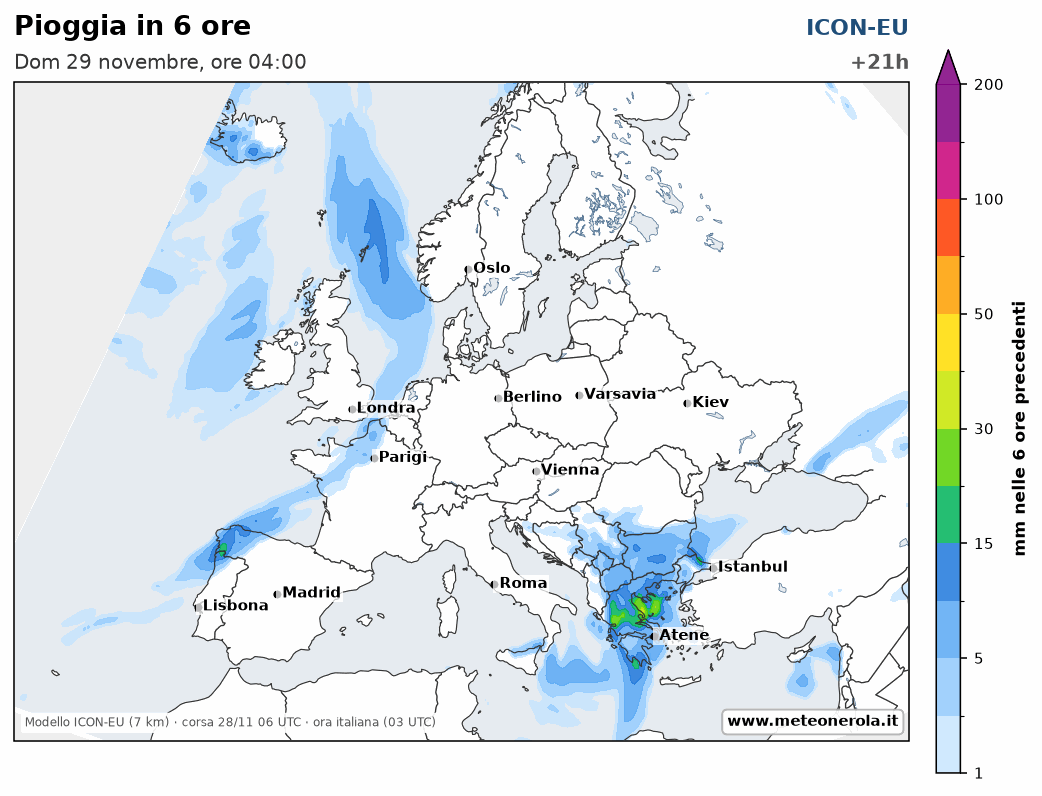 Pioggia in 6 ore
ICON-EU
Dom 29 novembre, ore 04:00
+21h
200
100
50
30
15
5
1
mm nelle 6 ore precedenti
Oslo
Berlino
Varsavia
Kiev
Londra
Parigi
Vienna
Istanbul
Roma
Madrid
Lisbona
Atene
Modello ICON-EU (7 km) · corsa 28/11 06 UTC · ora italiana (03 UTC)
www.meteonerola.it